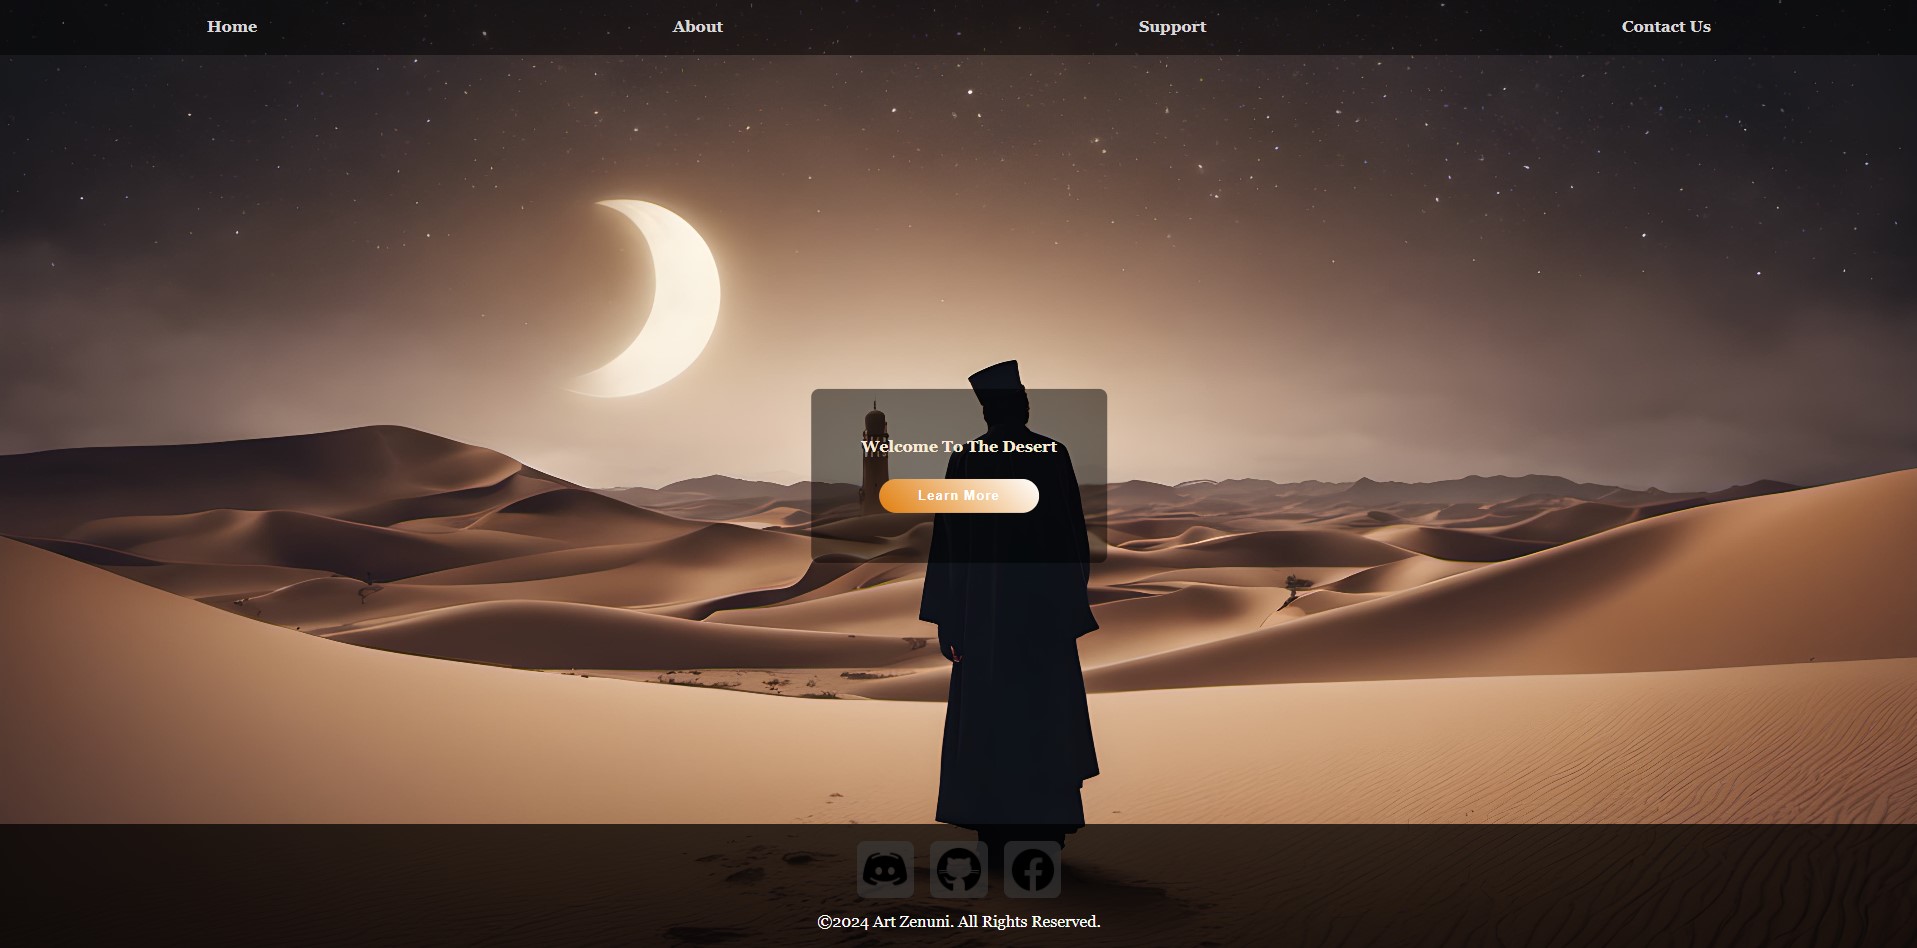 Home
About
Support
Contact Us
Welcome To The Desert
Learn More
©2024 Art Zenuni. All Rights Reserved.